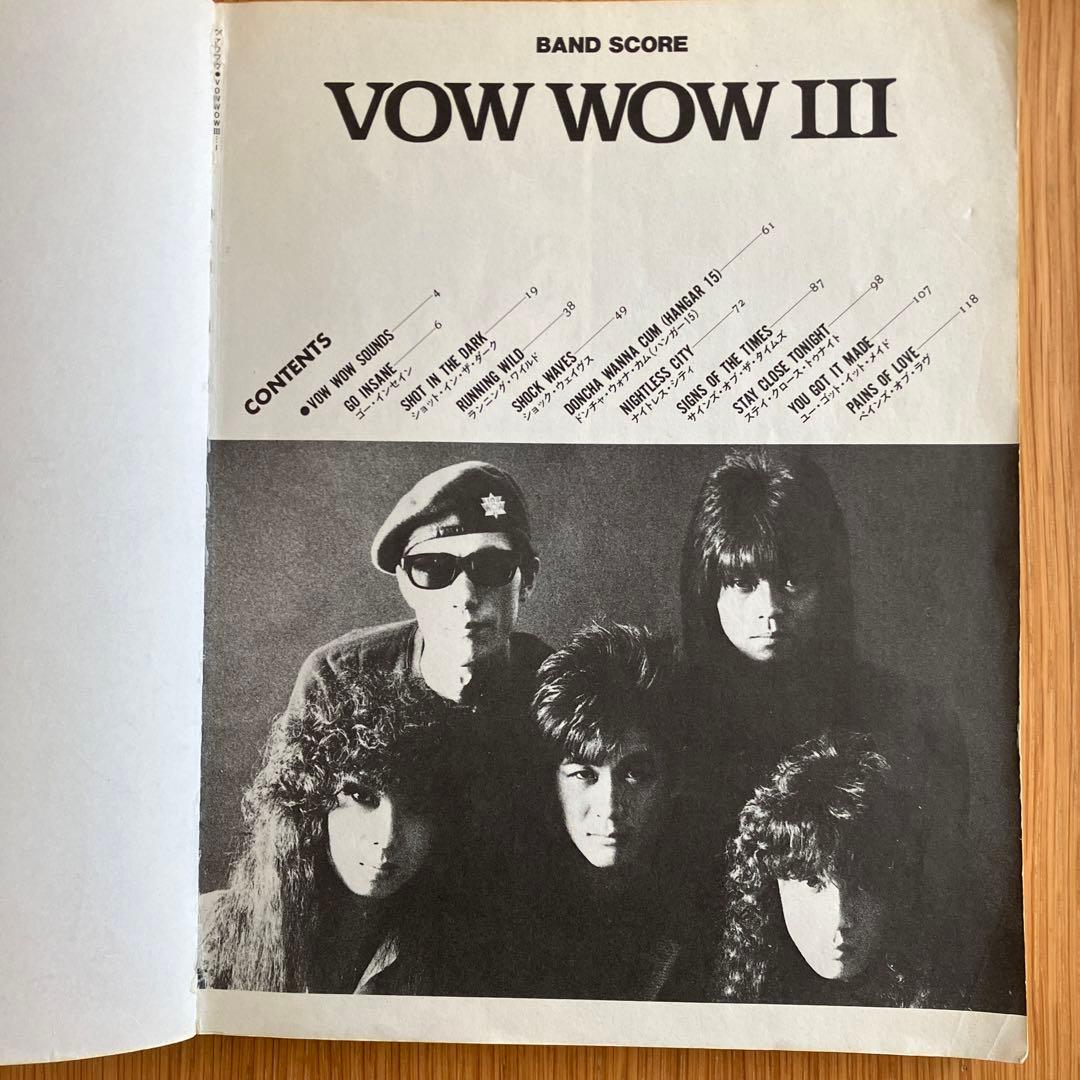 BAND SCORE
VOW WOW III
CONTENTS
●VOW WOW SOUNDS 4
GO INSANE 6
ゴー・インセイン
SHOT IN THE DARK 19
ショット・イン・ザ・ダーク
RUNNING WILD 38
ランニング・ワイルド
SHOCK WAVES 49
ショック・ウェイヴス
DONCHA WANNA CUM (HANGAR 15) 61
ドンチャ・ウォナ・カム(ハンガー15)
NIGHTLESS CITY 72
ナイトレス・シティ
SIGNS OF THE TIMES 87
サインズ・オブ・ザ・タイムズ
STAY CLOSE TONIGHT 98
ステイ・クロース・トゥナイト
YOU GOT IT MADE 107
ユー・ゴット・イット・メイド
PAINS OF LOVE 118
ペインズ・オブ・ラヴ